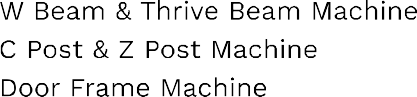 W Beam & Thrive Beam Machine
C Post & Z Post Machine
Door Frame Machine